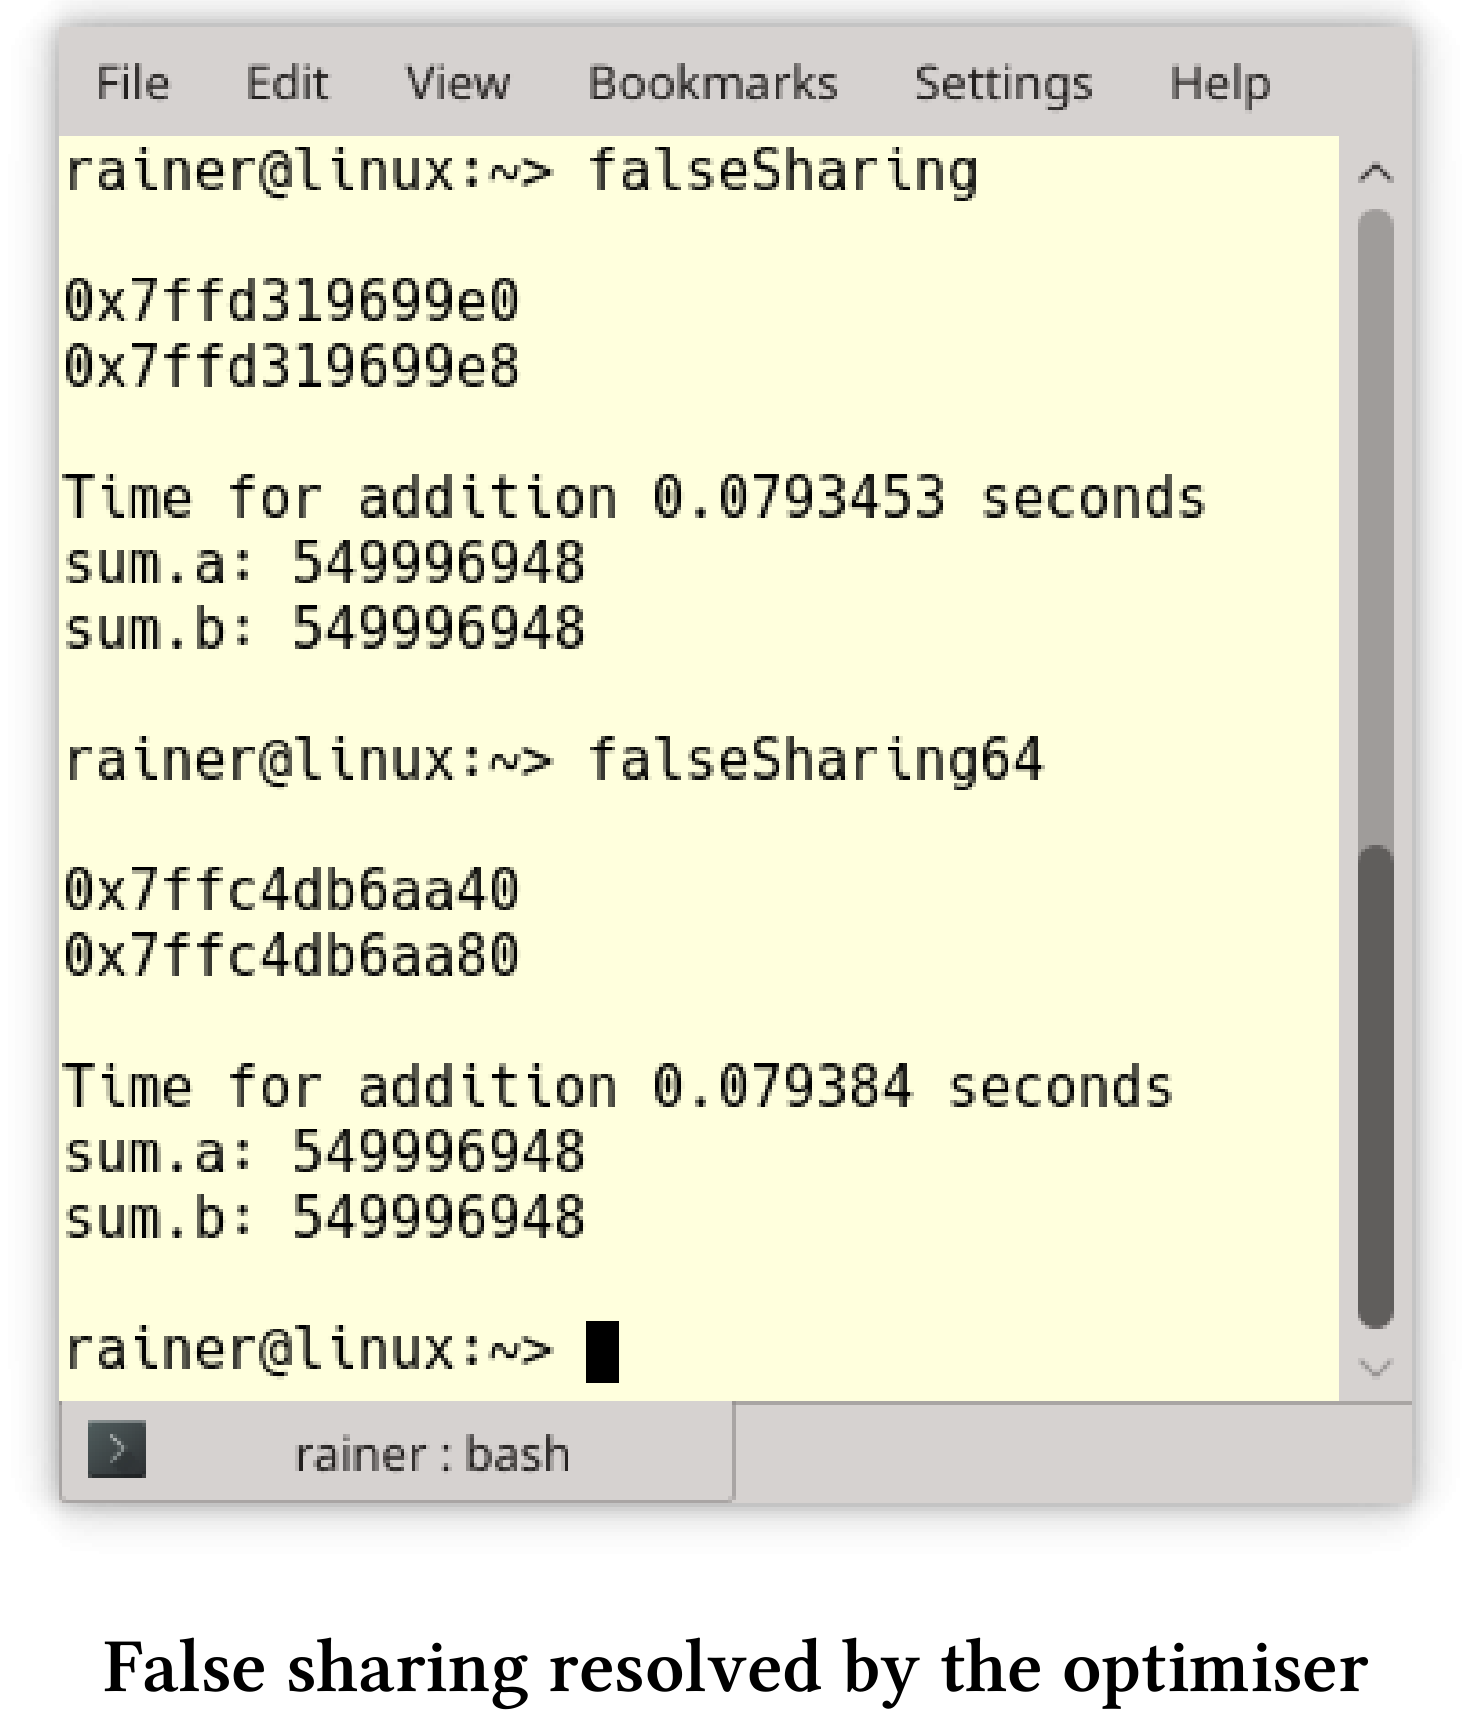 File Edit View Bookmarks Settings Help
rainer@linux:~> falseSharing
0x7ffd319699e0
0x7ffd319699e8
Time for addition 0.0793453 seconds
sum.a: 549996948
sum.b: 549996948
rainer@linux:~> falseSharing64
0x7ffc4db6aa40
0x7ffc4db6aa80
Time for addition 0.079384 seconds
sum.a: 549996948
sum.b: 549996948
rainer@linux:~>
rainer : bash
False sharing resolved by the optimiser